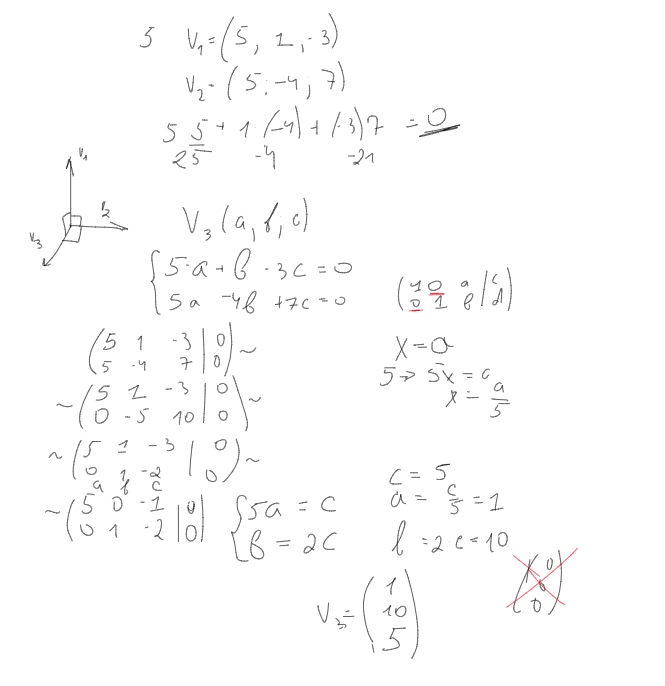 5 V₁=(5, 1, -3)
V₂=(5; -4, 7)
5 5 + 1 (-4) + (-3)7 = 0
25 -4 -21
V₁
V₂
V₃
V₃ (a, b, c)
{5·a + b - 3c = 0
5a - 4b + 7c = 0
(1 0 a | c
0 1 b | d)
(5 1 -3 | 0
5 -4 7 | 0) ~
x = a
5 → 5x = a
x = a/5
~ (5 1 -3 | 0
0 -5 10 | 0) ~
~ (5 1 -3 | 0
0 1 -2 | 0) ~
a b c
~ (5 0 -1 | 0
0 1 -2 | 0)
{5a = c
b = 2c
c = 5
a = c/5 = 1
b = 2c = 10
V₃ = (1
10
5)